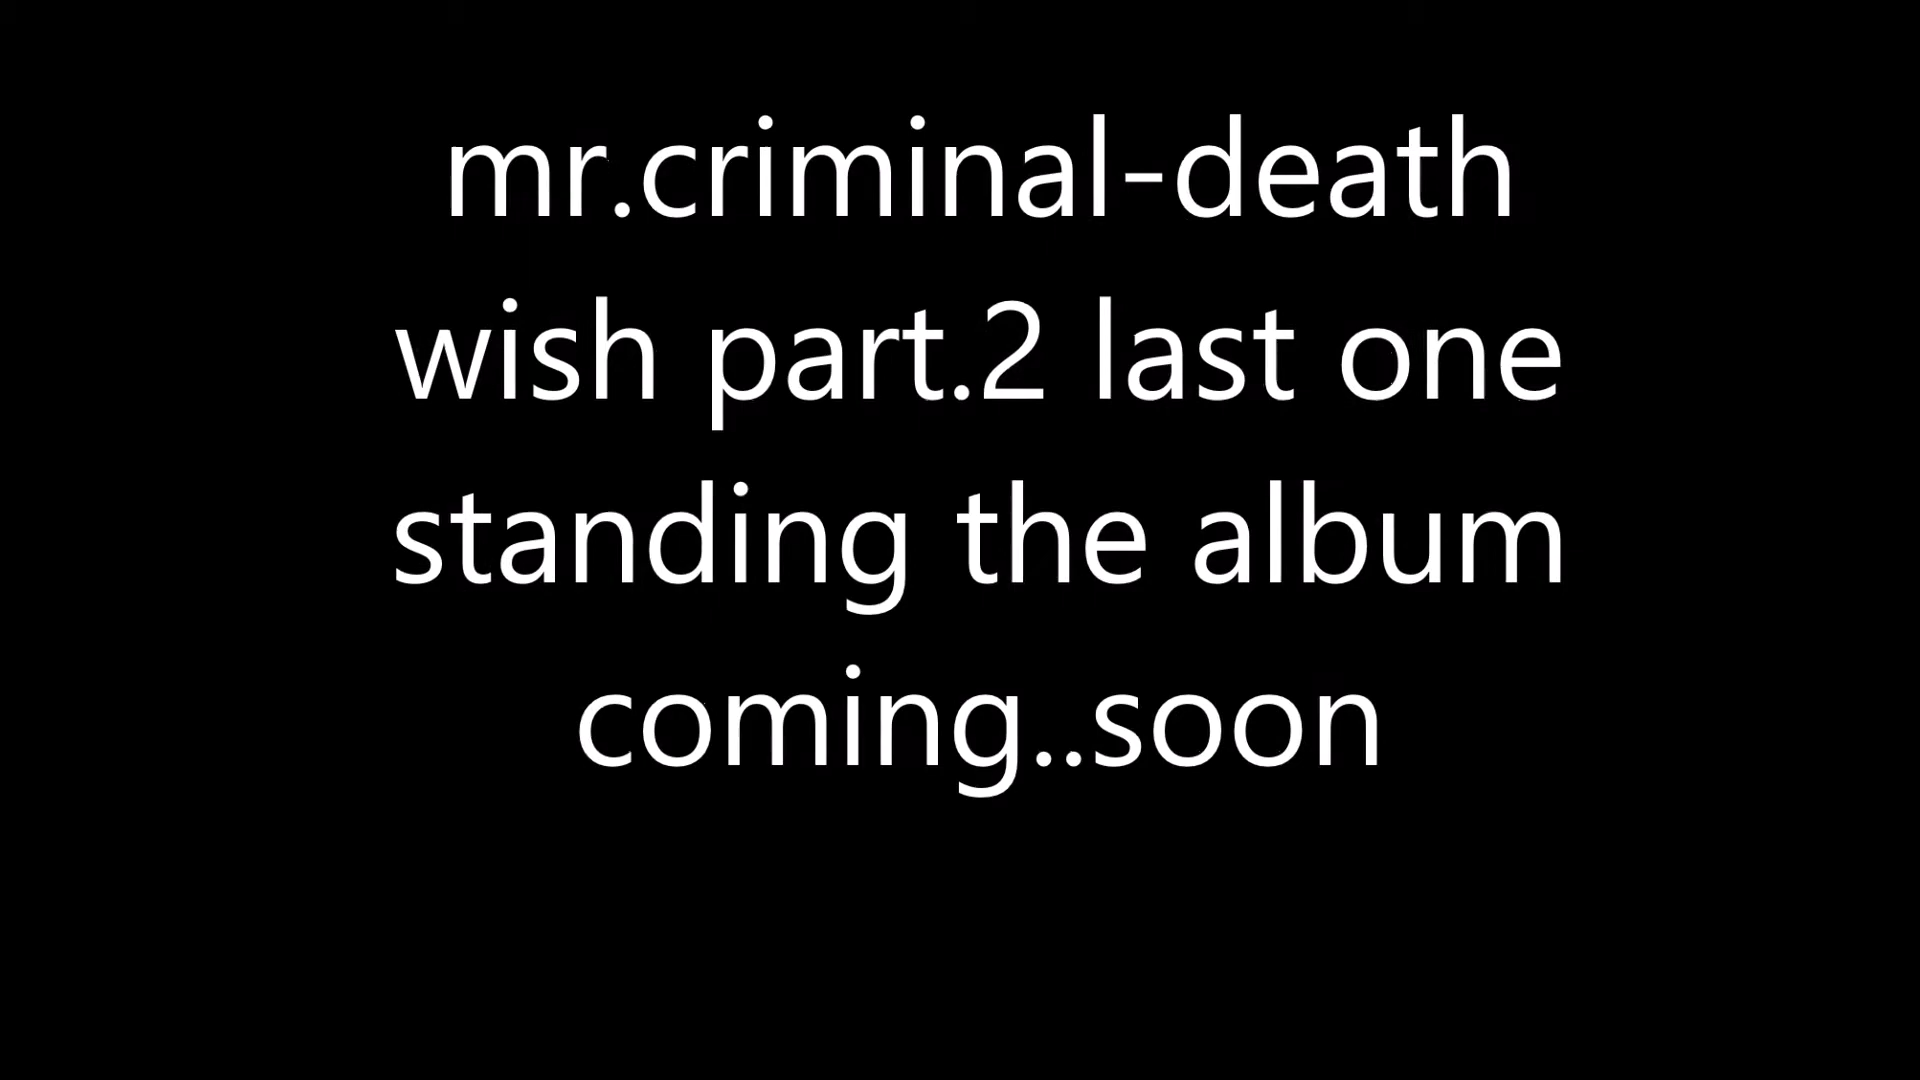 mr.criminal-death
wish part.2 last one
standing the album
coming..soon